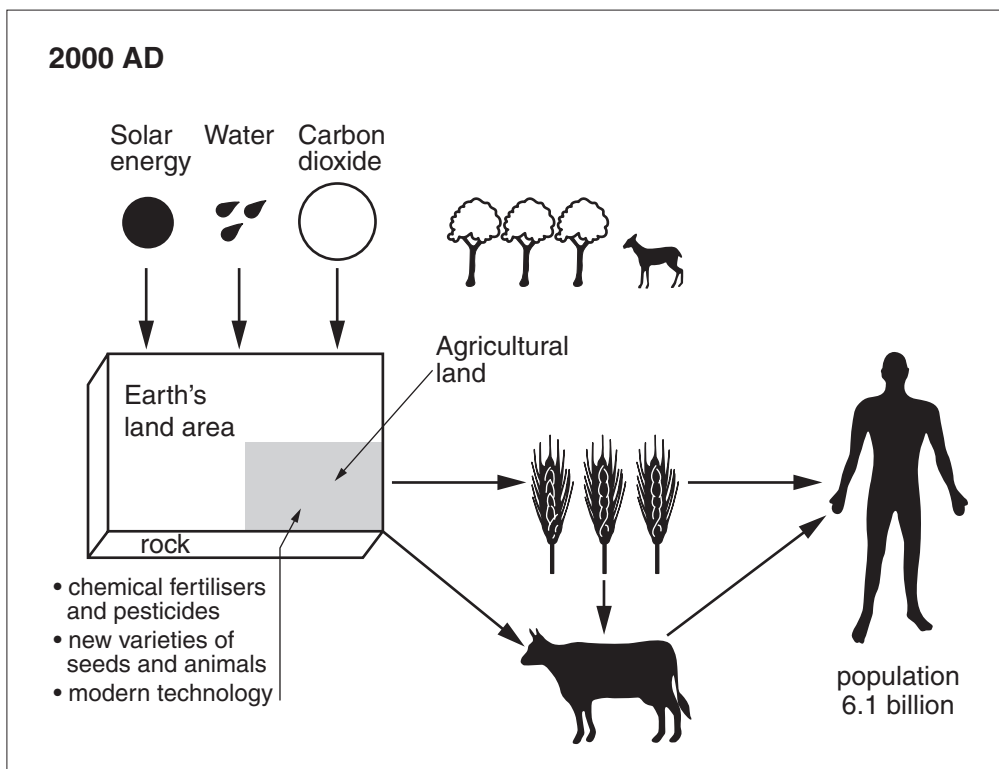 2000 AD
Solar
energy
Water
Carbon
dioxide
Agricultural
land
Earth's
land area
rock
• chemical fertilisers
and pesticides
• new varieties of
seeds and animals
• modern technology
population
6.1 billion